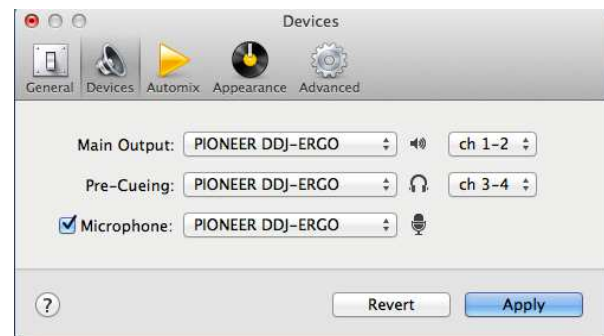 Devices
General Devices Automix Appearance Advanced
Main Output: PIONEER DDJ-ERGO ch 1-2
Pre-Cueing: PIONEER DDJ-ERGO ch 3-4
Microphone: PIONEER DDJ-ERGO
? Revert Apply